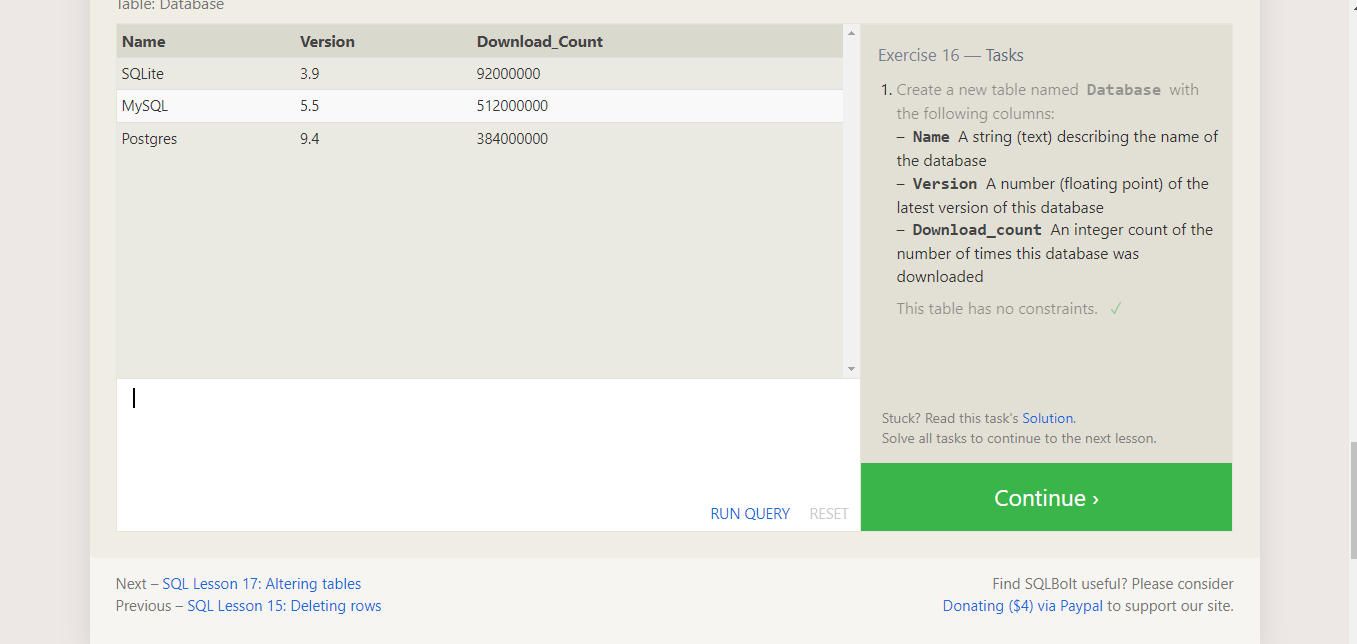 Table: Database
Name Version Download_Count
SQLite 3.9 92000000
MySQL 5.5 512000000
Postgres 9.4 384000000
RUN QUERY RESET
Exercise 16 — Tasks
1. Create a new table named Database with
the following columns:
– Name A string (text) describing the name of
the database
– Version A number (floating point) of the
latest version of this database
– Download_count An integer count of the
number of times this database was
downloaded
This table has no constraints. ✓
Stuck? Read this task's Solution.
Solve all tasks to continue to the next lesson.
Continue ›
Next – SQL Lesson 17: Altering tables
Previous – SQL Lesson 15: Deleting rows
Find SQLBolt useful? Please consider
Donating ($4) via Paypal to support our site.